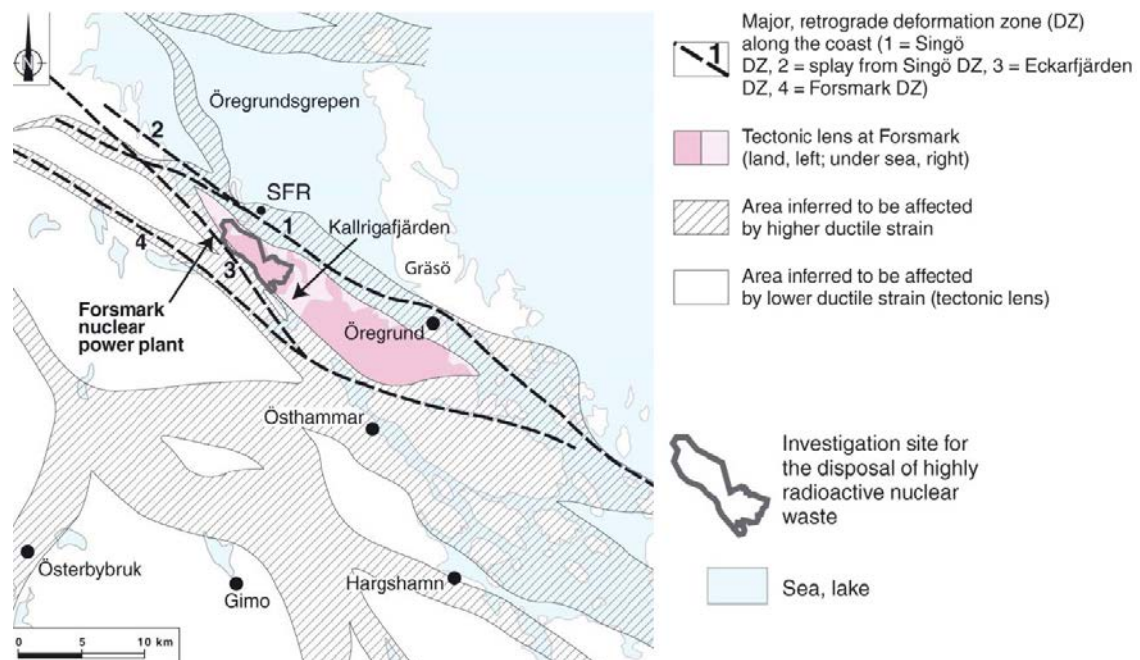 N
Öregrundsgrepen
2
SFR
1
Kallrigafjärden
4
3
Gräsö
Forsmark
nuclear
power plant
Öregrund
Östhammar
Österbybruk
Gimo
Hargshamn
0 5 10 km
1
Major, retrograde deformation zone (DZ)
along the coast (1 = Singö
DZ, 2 = splay from Singö DZ, 3 = Eckarfjärden
DZ, 4 = Forsmark DZ)
Tectonic lens at Forsmark
(land, left; under sea, right)
Area inferred to be affected
by higher ductile strain
Area inferred to be affected
by lower ductile strain (tectonic lens)
Investigation site for
the disposal of highly
radioactive nuclear
waste
Sea, lake